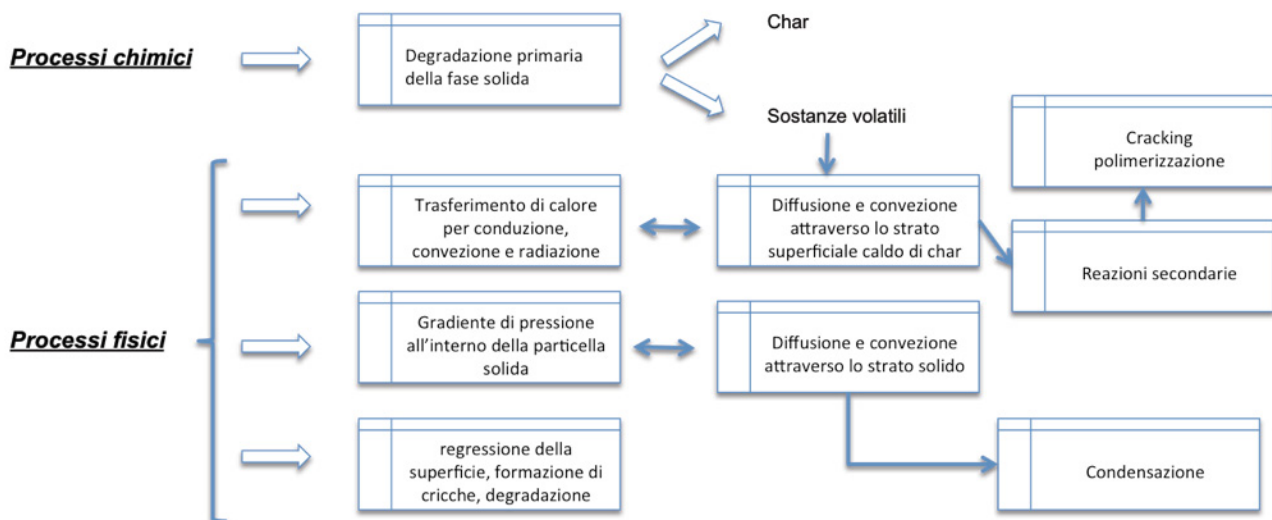 Processi chimici
Degradazione primaria
della fase solida
Char
Sostanze volatili
Cracking
polimerizzazione
Trasferimento di calore
per conduzione,
convezione e radiazione
Diffusione e convezione
attraverso lo strato
superficiale caldo di char
Reazioni secondarie
Processi fisici
Gradiente di pressione
all'interno della particella
solida
Diffusione e convezione
attraverso lo strato solido
regressione della
superficie, formazione di
cricche, degradazione
Condensazione